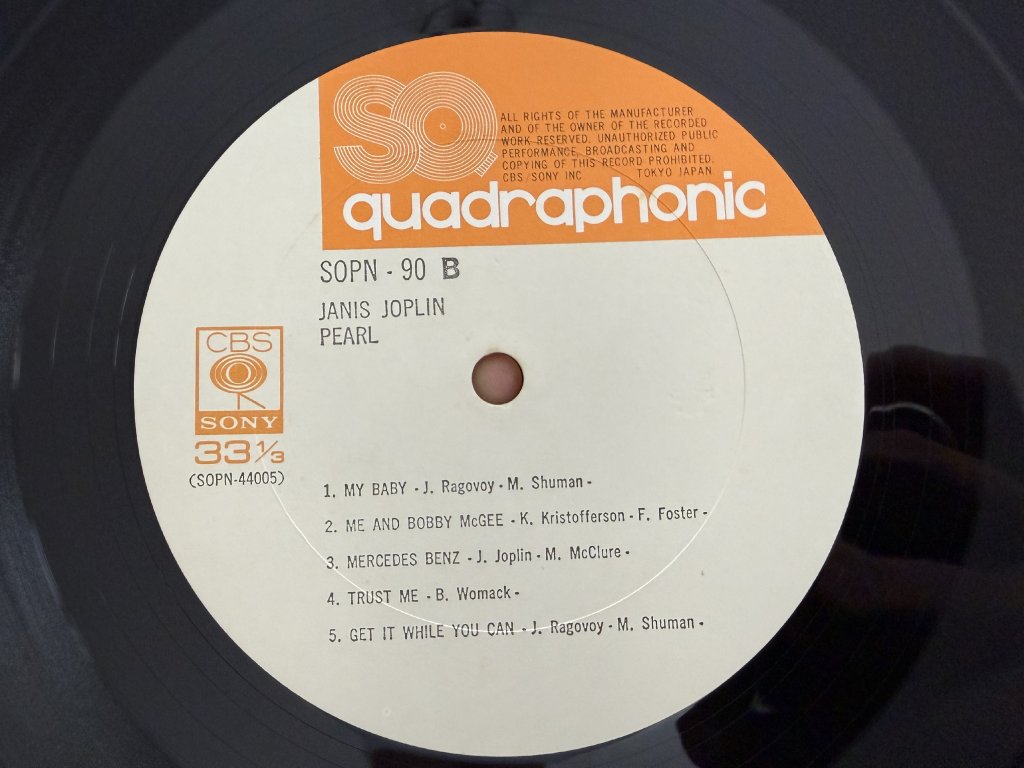 SQ
ALL RIGHTS OF THE MANUFACTURER
AND OF THE OWNER OF THE RECORDED
WORK RESERVED. UNAUTHORIZED PUBLIC
PERFORMANCE, BROADCASTING AND
COPYING OF THIS RECORD PROHIBITED.
CBS/SONY INC TOKYO JAPAN
quadraphonic
SOPN - 90 B
JANIS JOPLIN
PEARL
CBS
SONY
33 1/3
(SOPN-44005)
1. MY BABY - J. Ragovoy - M. Shuman -
2. ME AND BOBBY McGEE - K. Kristofferson - F. Foster -
3. MERCEDES BENZ - J. Joplin - M. McClure -
4. TRUST ME - B. Womack -
5. GET IT WHILE YOU CAN - J. Ragovoy - M. Shuman -